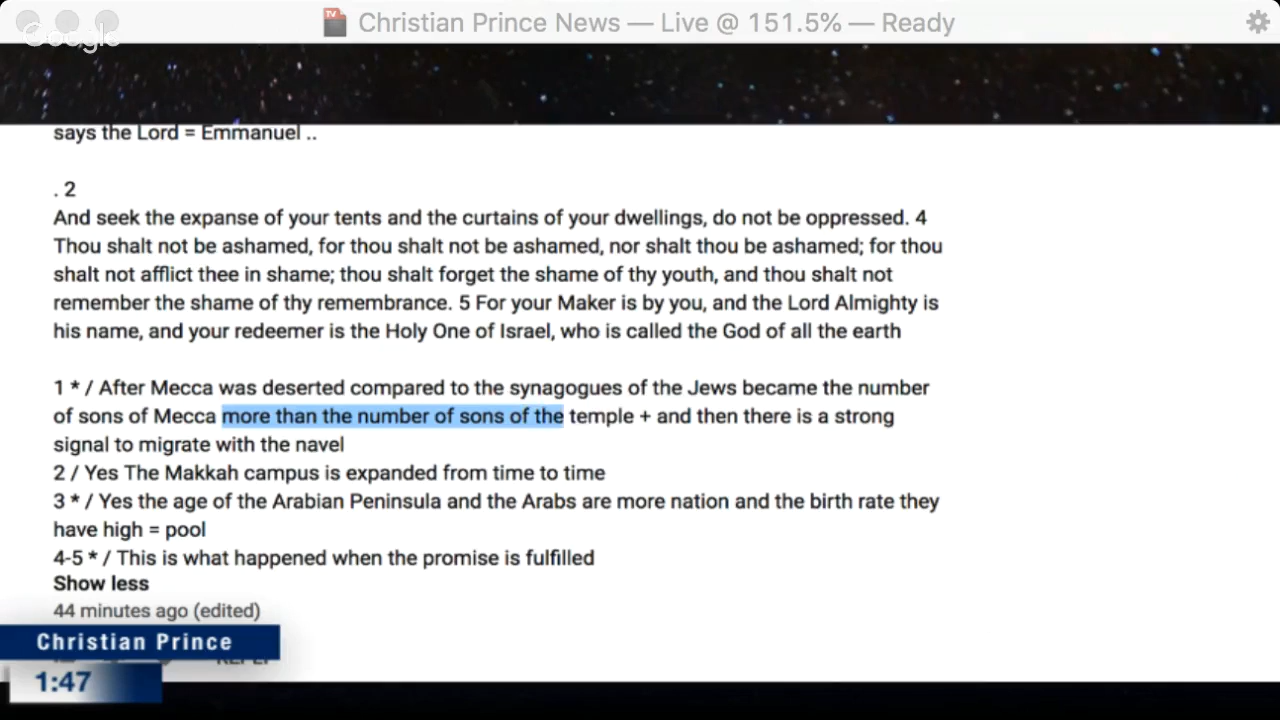 Christian Prince News — Live @ 151.5% — Ready
Google
says the Lord = Emmanuel ..
. 2
And seek the expanse of your tents and the curtains of your dwellings, do not be oppressed. 4
Thou shalt not be ashamed, for thou shalt not be ashamed, nor shalt thou be ashamed; for thou
shalt not afflict thee in shame; thou shalt forget the shame of thy youth, and thou shalt not
remember the shame of thy remembrance. 5 For your Maker is by you, and the Lord Almighty is
his name, and your redeemer is the Holy One of Israel, who is called the God of all the earth
1 * / After Mecca was deserted compared to the synagogues of the Jews became the number
of sons of Mecca more than the number of sons of the temple + and then there is a strong
signal to migrate with the navel
2 / Yes The Makkah campus is expanded from time to time
3 * / Yes the age of the Arabian Peninsula and the Arabs are more nation and the birth rate they
have high = pool
4-5 * / This is what happened when the promise is fulfilled
Show less
44 minutes ago (edited)
Christian Prince
1:47